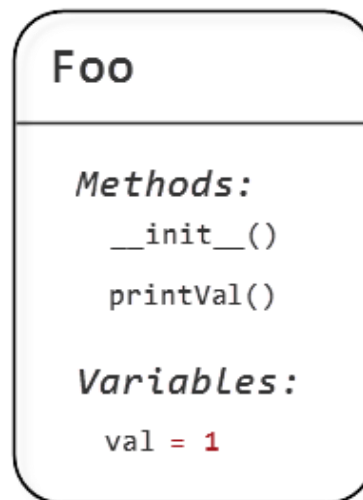 Foo
Methods:
__init__()
printVal()
Variables:
val = 1